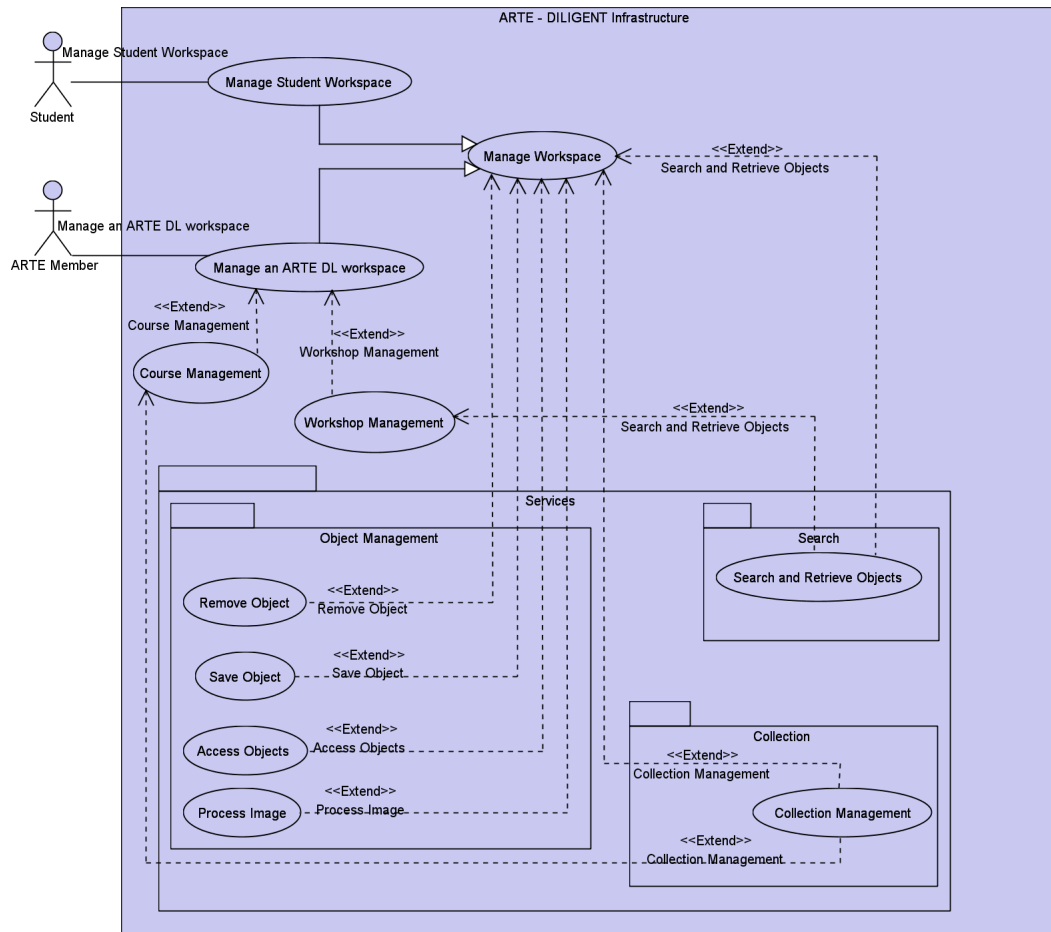 ARTE - DILIGENT Infrastructure
Manage Student Workspace
Student
Manage Student Workspace
Manage Workspace
<<Extend>>
Search and Retrieve Objects
Manage an ARTE DL workspace
ARTE Member
Manage an ARTE DL workspace
<<Extend>>
Course Management
<<Extend>>
Workshop Management
Course Management
Workshop Management
<<Extend>>
Search and Retrieve Objects
Services
Object Management
Remove Object
<<Extend>>
Remove Object
Save Object
<<Extend>>
Save Object
Access Objects
<<Extend>>
Access Objects
Process Image
<<Extend>>
Process Image
Search
Search and Retrieve Objects
Collection
<<Extend>>
Collection Management
Collection Management
<<Extend>>
Collection Management